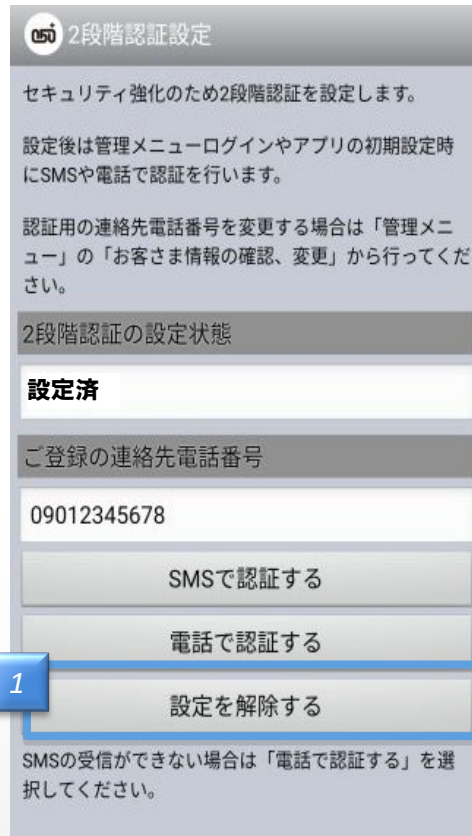 050 2段階認証設定
セキュリティ強化のため2段階認証を設定します。
設定後は管理メニューログインやアプリの初期設定時
にSMSや電話で認証を行います。
認証用の連絡先電話番号を変更する場合は「管理メニ
ュー」の「お客さま情報の確認、変更」から行ってくだ
さい。
2段階認証の設定状態
設定済
ご登録の連絡先電話番号
09012345678
SMSで認証する
電話で認証する
1
設定を解除する
SMSの受信ができない場合は「電話で認証する」を選
択してください。